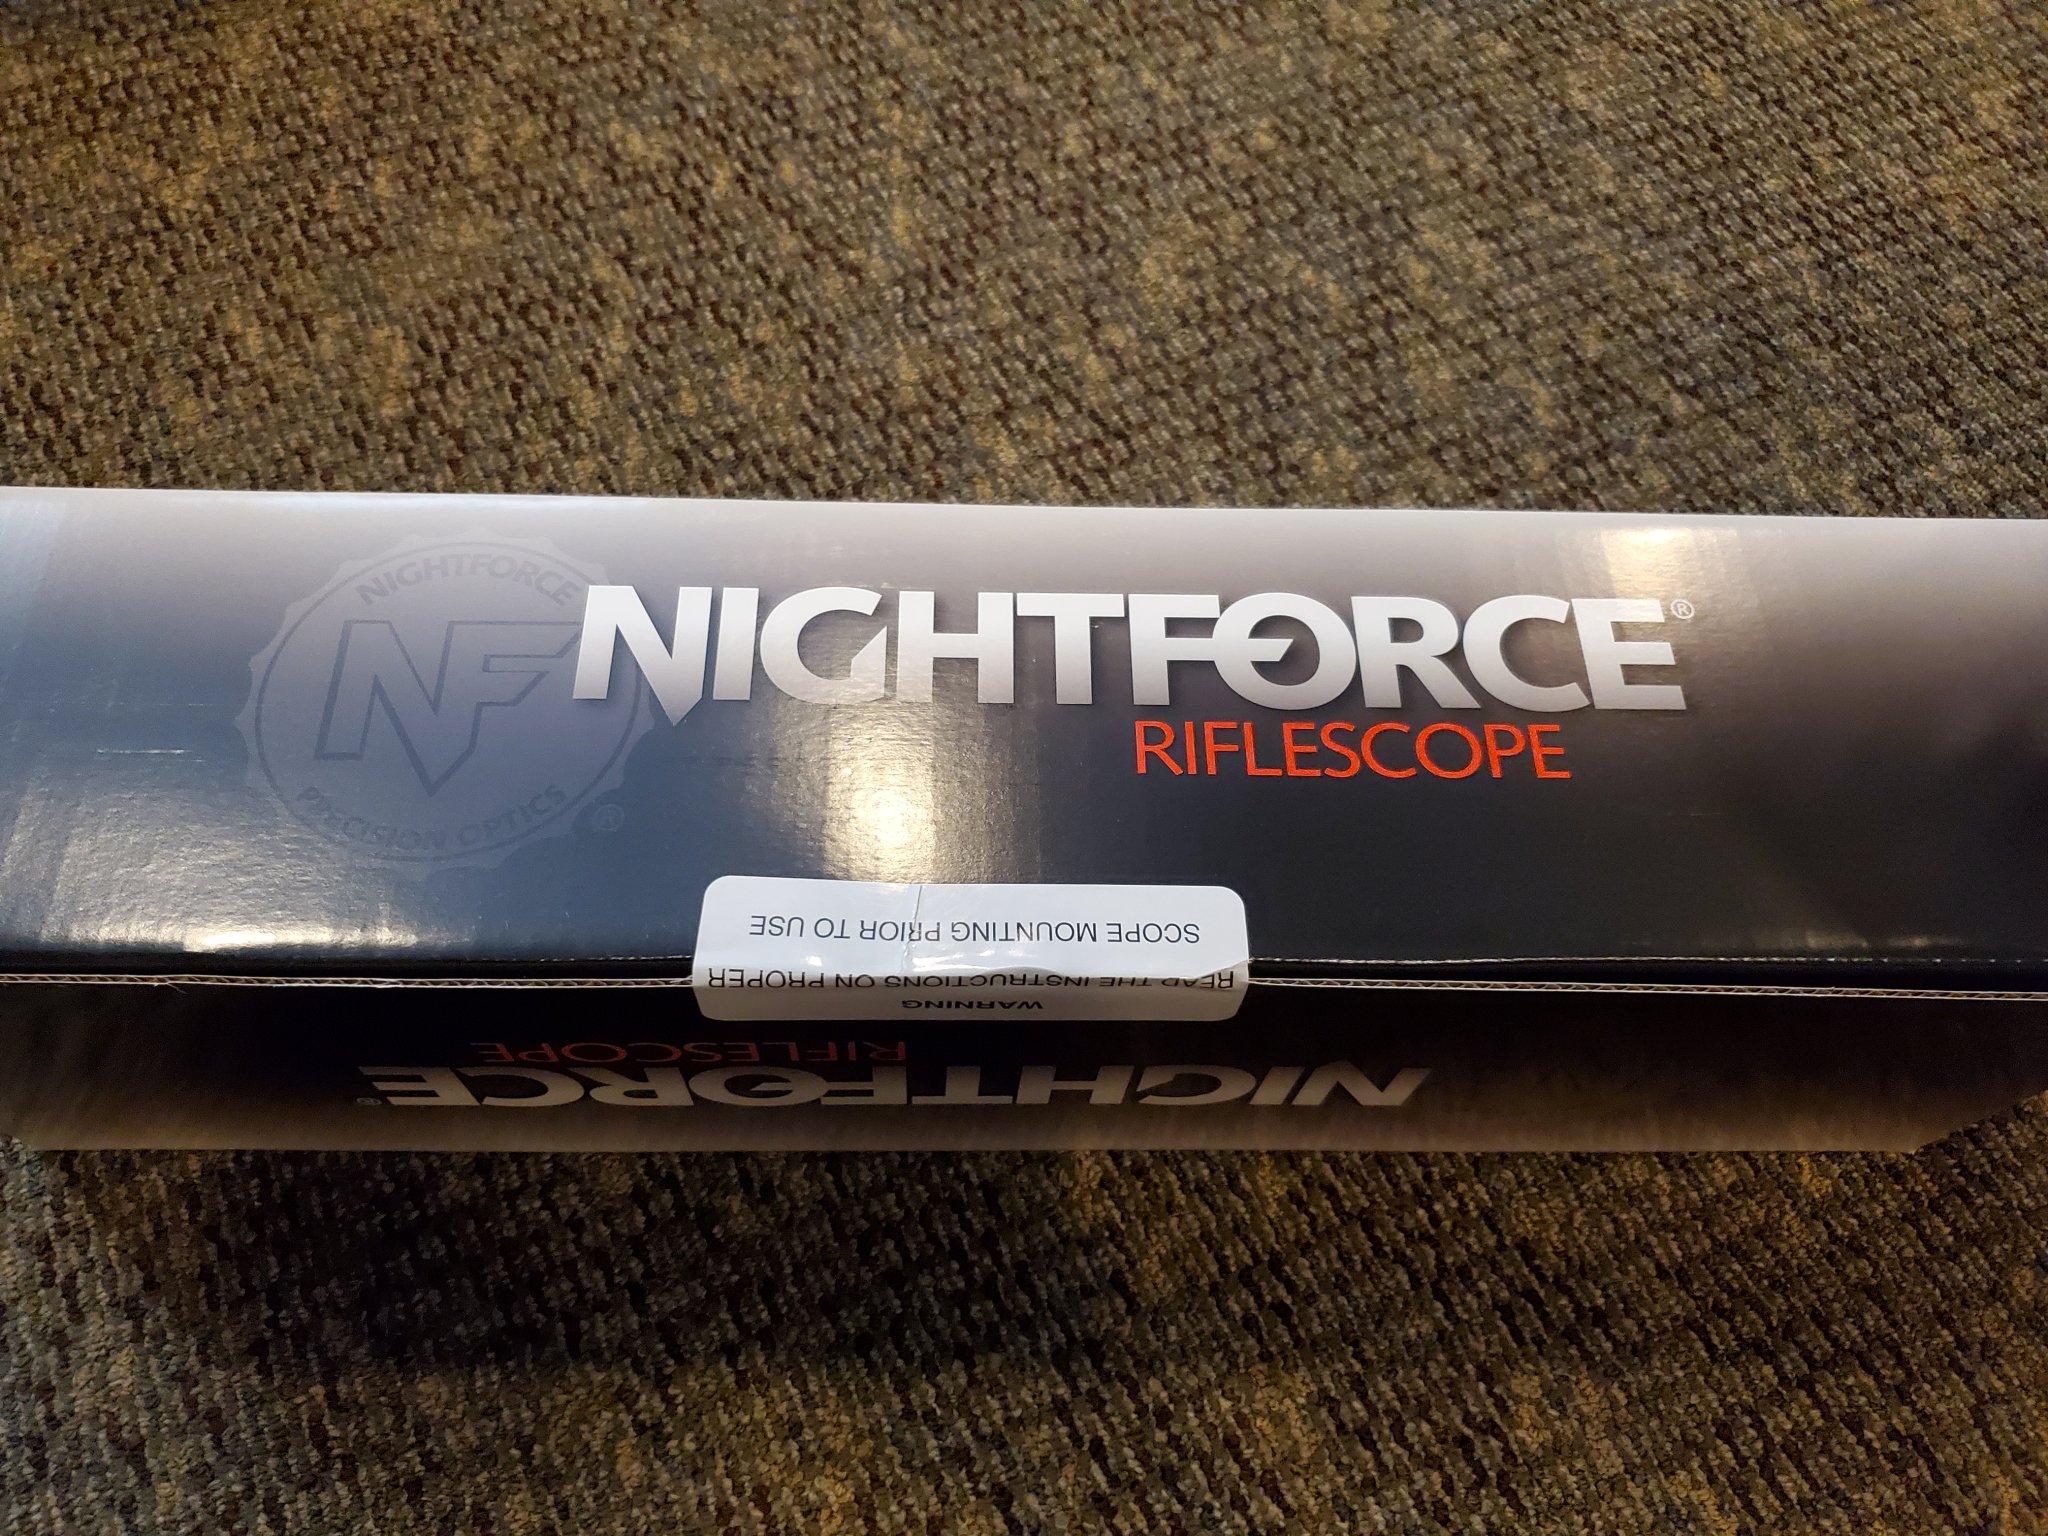 NIGHTFORCE
NF
PRECISION OPTICS
®
NIGHTFORCE®
RIFLESCOPE
WARNING
READ THE INSTRUCTIONS ON PROPER
SCOPE MOUNTING PRIOR TO USE
NIGHTFORCE®
RIFLESCOPE